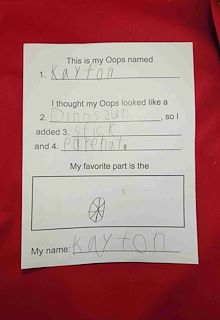 This is my Oops named
1. Kayton
I thought my Oops looked like a
2. Dinosaur, so I
added 3. stick
and 4.
My favorite part is the
My name: Kayton